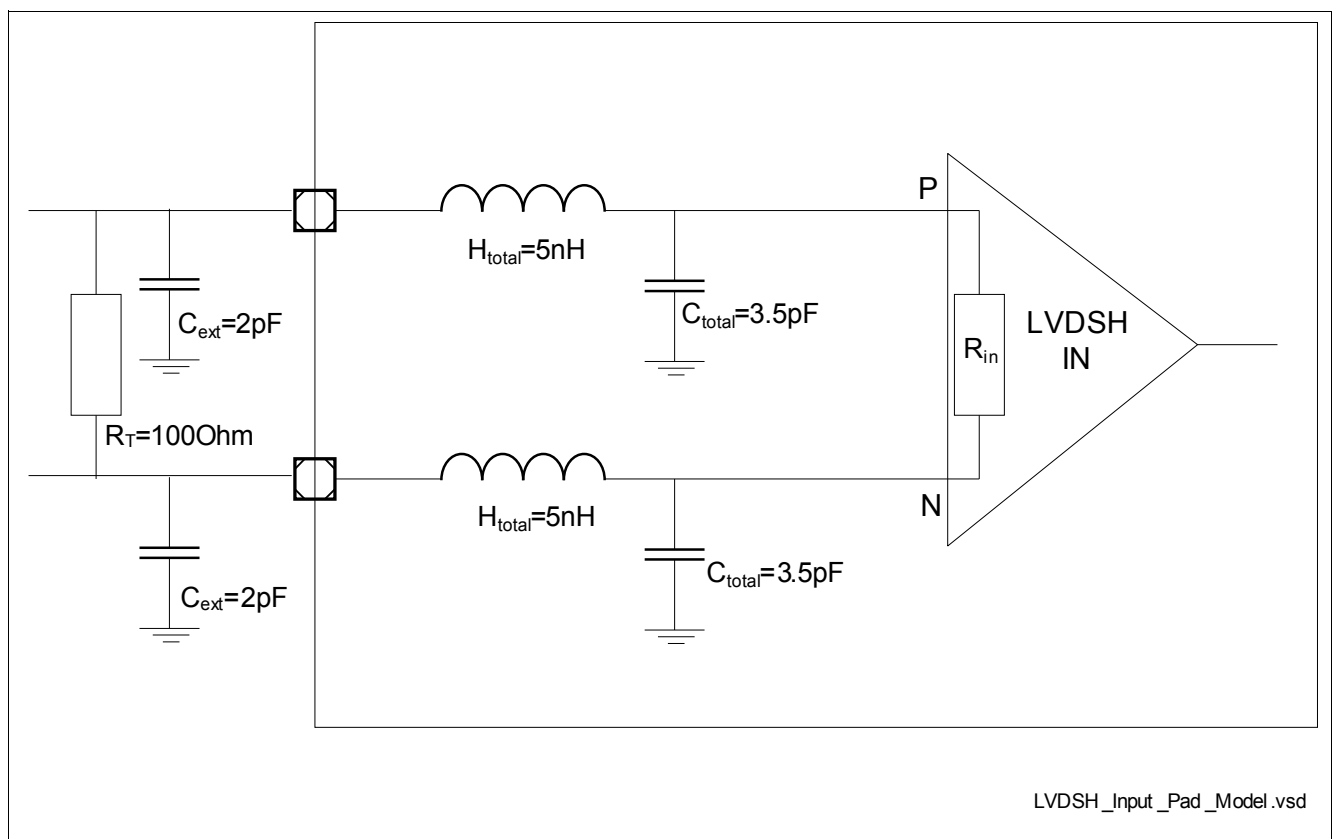 P
H_total=5nH
C_ext=2pF
C_total=3.5pF
R_in
LVDSH
IN
R_T=100Ohm
H_total=5nH
N
C_ext=2pF
C_total=3.5pF
LVDSH_Input_Pad_Model.vsd